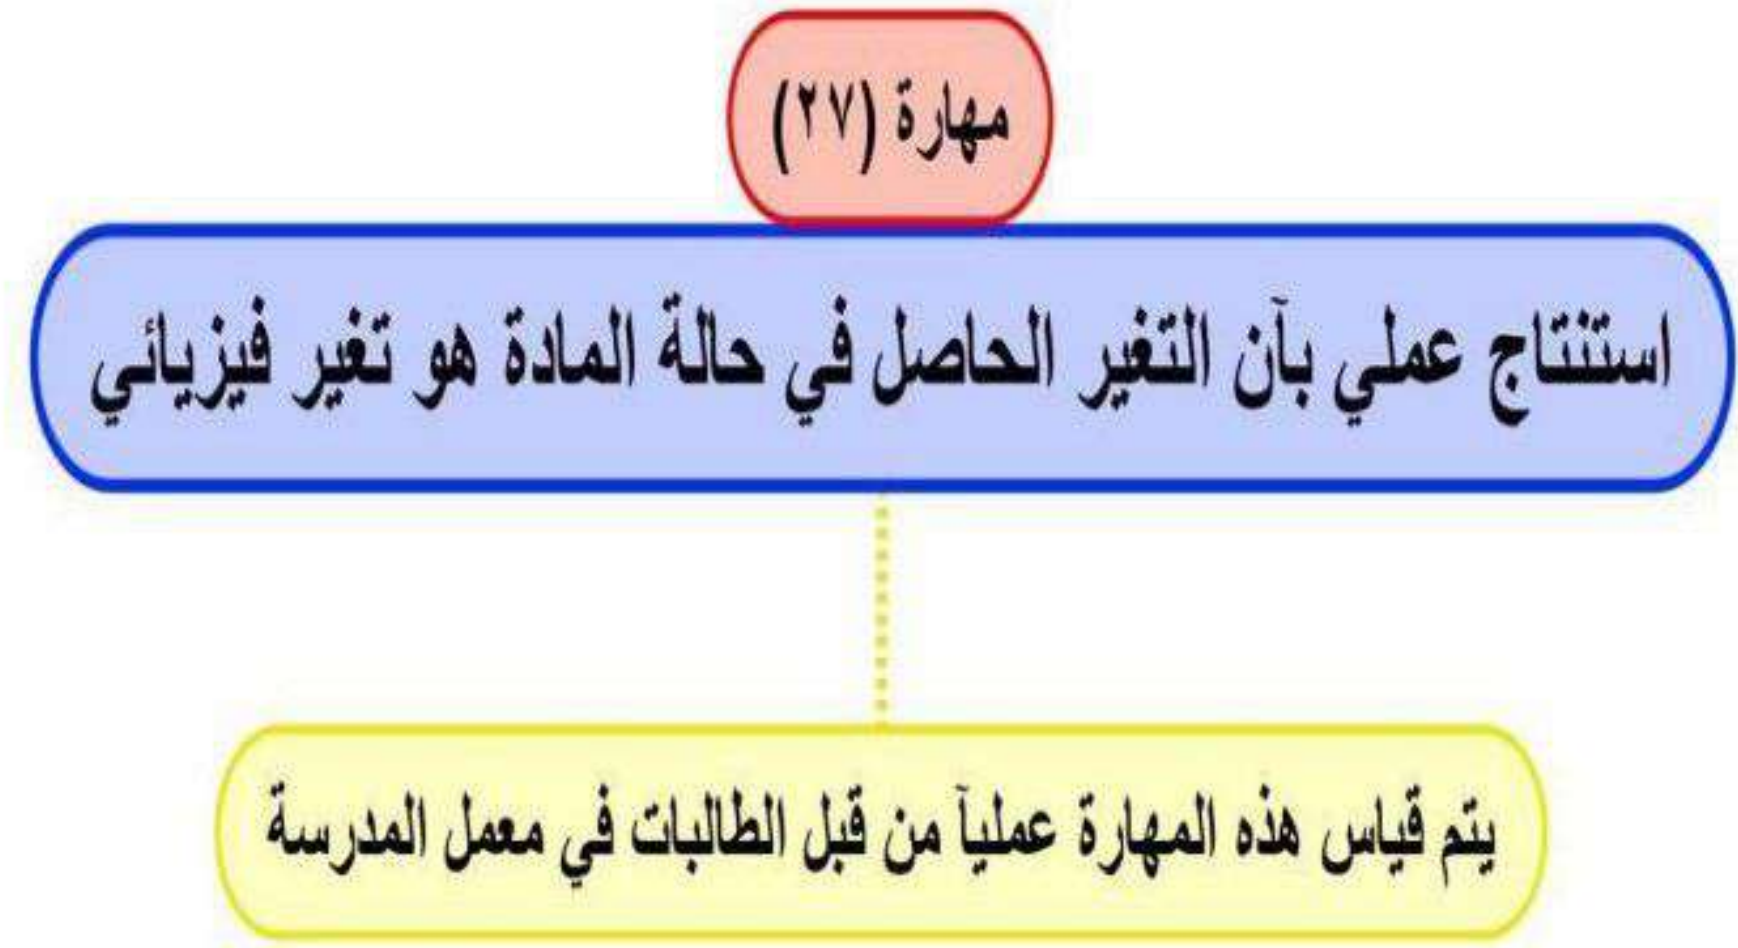 مهارة (٢٧)
استنتاج عملي بآن التغير الحاصل في حالة المادة هو تغير فيزيائي
يتم قياس هذه المهارة عملياً من قبل الطالبات في معمل المدرسة